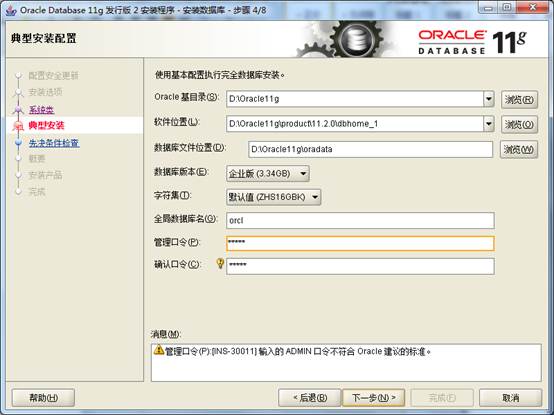 Oracle Database 11g 发行版 2 安装程序 - 安装数据库 - 步骤 4/8
典型安装配置
ORACLE
DATABASE
11g
配置安全更新
安装选项
系统类
典型安装
先决条件检查
概要
安装产品
完成
使用基本配置执行完全数据库安装。
Oracle 基目录(S): D:\Oracle11g 浏览(R)
软件位置(L): D:\Oracle11g\product\11.2.0\dbhome_1 浏览(O)
数据库文件位置(D): D:\Oracle11g\oradata 浏览(W)
数据库版本(E): 企业版 (3.34GB)
字符集(T): 默认值 (ZHS16GBK)
全局数据库名(G): orcl
管理口令(P): *****
确认口令(C): *****
消息(M):
管理口令(P):[INS-30011] 输入的 ADMIN 口令不符合 Oracle 建议的标准。
帮助(H) < 后退(B) 下一步(N) > 完成(F) 取消